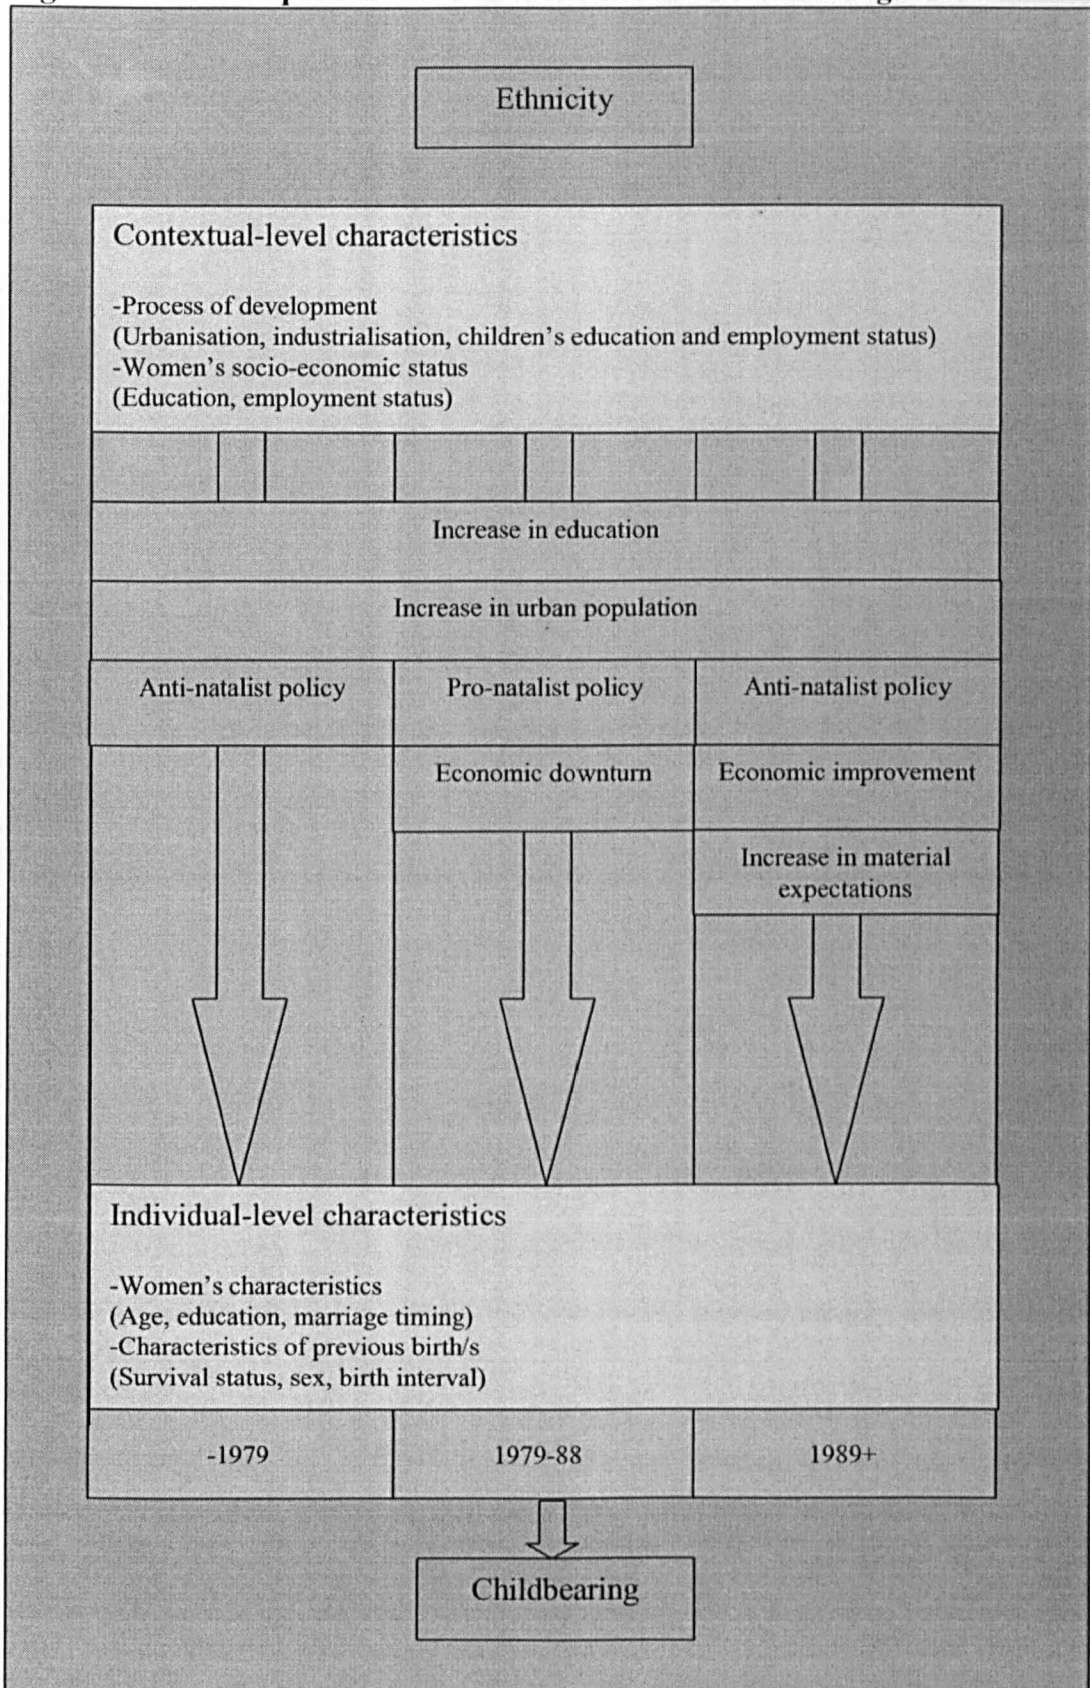 Ethnicity
Contextual-level characteristics
-Process of development
(Urbanisation, industrialisation, children's education and employment status)
-Women's socio-economic status
(Education, employment status)
Increase in education
Increase in urban population
Anti-natalist policy
Pro-natalist policy
Anti-natalist policy
Economic downturn
Economic improvement
Increase in material
expectations
Individual-level characteristics
-Women's characteristics
(Age, education, marriage timing)
-Characteristics of previous birth/s
(Survival status, sex, birth interval)
-1979
1979-88
1989+
Childbearing